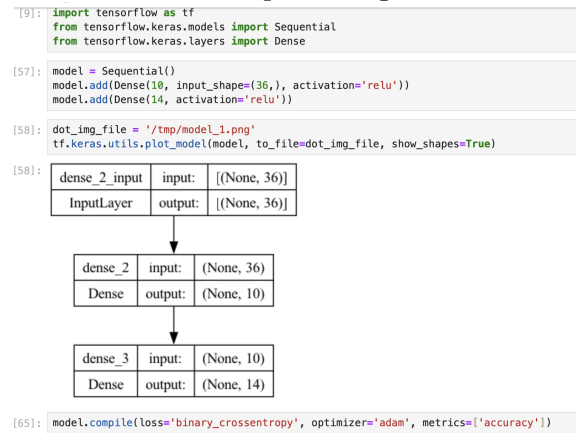 [9]: import tensorflow as tf
from tensorflow.keras.models import Sequential
from tensorflow.keras.layers import Dense
[57]: model = Sequential()
model.add(Dense(10, input_shape=(36,), activation='relu'))
model.add(Dense(14, activation='relu'))
[58]: dot_img_file = '/tmp/model_1.png'
tf.keras.utils.plot_model(model, to_file=dot_img_file, show_shapes=True)
[58]:
dense_2_input input: [(None, 36)]
InputLayer output: [(None, 36)]
dense_2 input: (None, 36)
Dense output: (None, 10)
dense_3 input: (None, 10)
Dense output: (None, 14)
[65]: model.compile(loss='binary_crossentropy', optimizer='adam', metrics=['accuracy'])